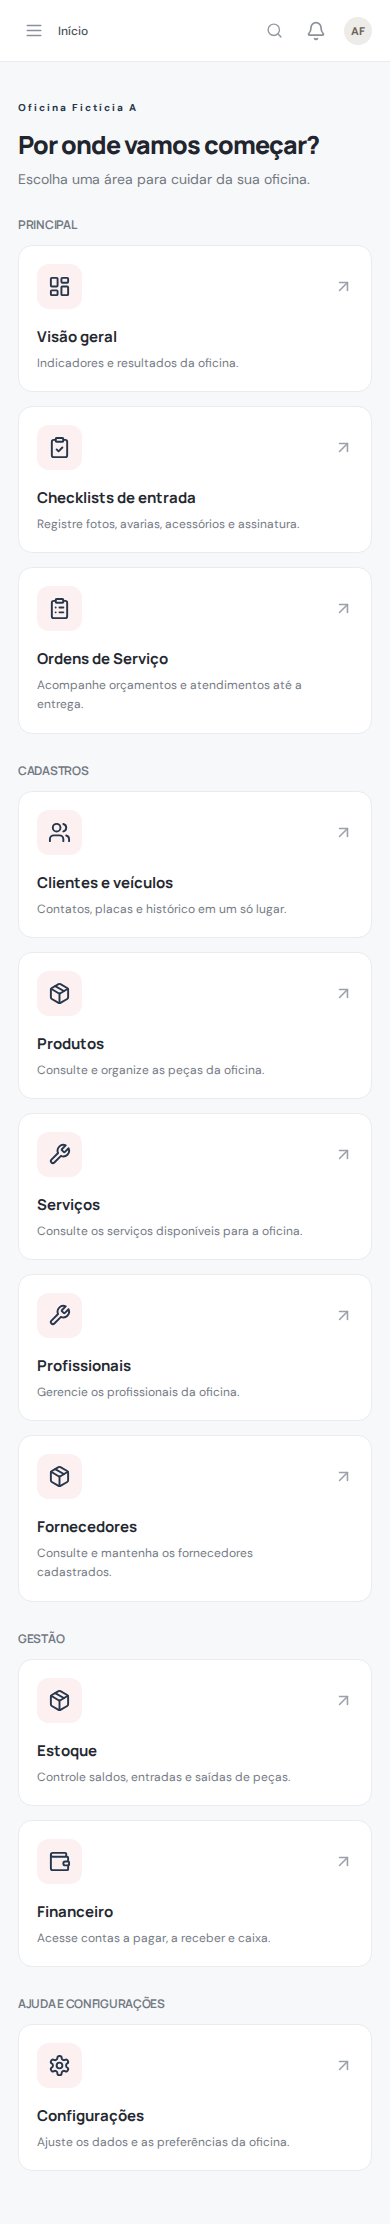 Início
AF
Oficina Fictícia A
Por onde vamos começar?
Escolha uma área para cuidar da sua oficina.
PRINCIPAL
Visão geral
Indicadores e resultados da oficina.
Checklists de entrada
Registre fotos, avarias, acessórios e assinatura.
Ordens de Serviço
Acompanhe orçamentos e atendimentos até a
entrega.
CADASTROS
Clientes e veículos
Contatos, placas e histórico em um só lugar.
Produtos
Consulte e organize as peças da oficina.
Serviços
Consulte os serviços disponíveis para a oficina.
Profissionais
Gerencie os profissionais da oficina.
Fornecedores
Consulte e mantenha os fornecedores
cadastrados.
GESTÃO
Estoque
Controle saldos, entradas e saídas de peças.
Financeiro
Acesse contas a pagar, a receber e caixa.
AJUDA E CONFIGURAÇÕES
Configurações
Ajuste os dados e as preferências da oficina.